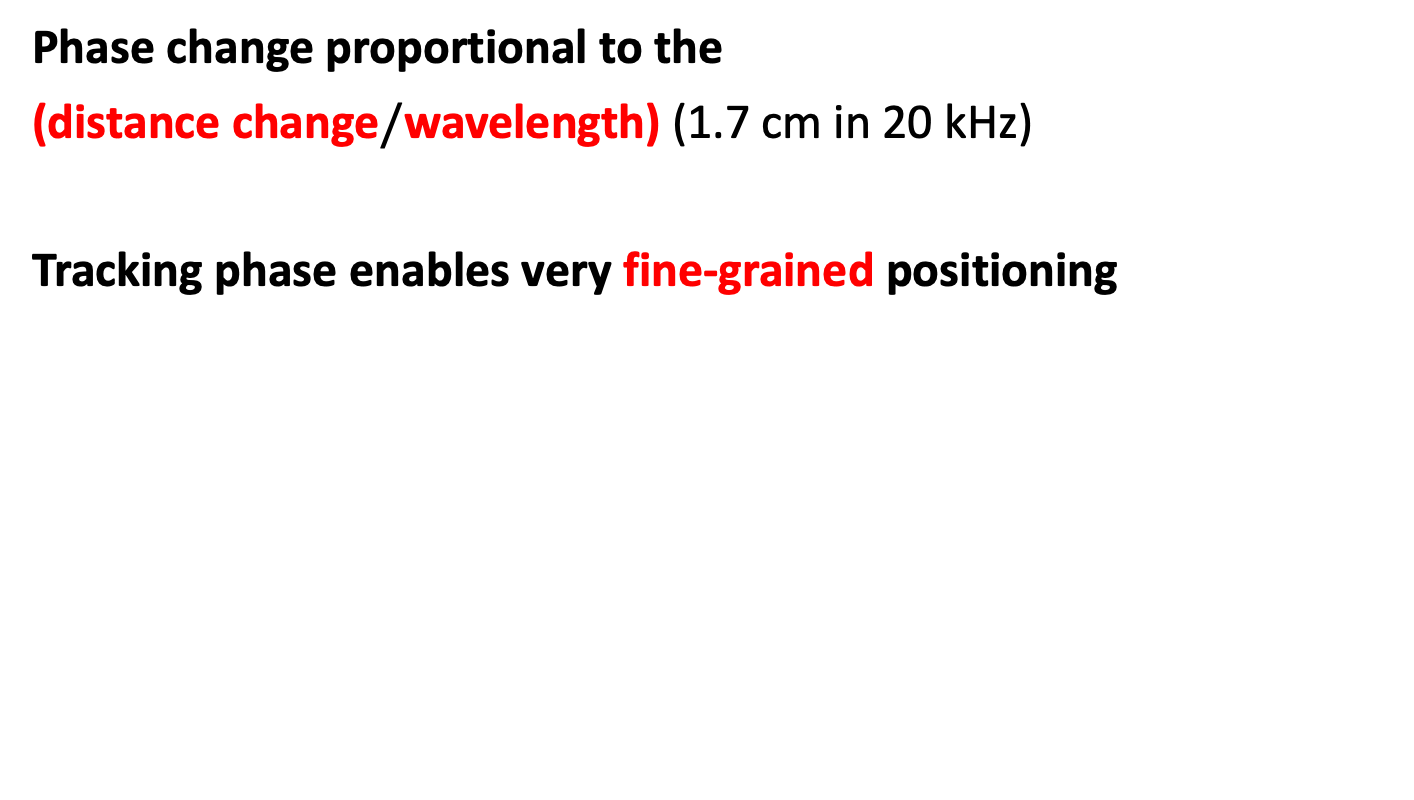 Phase change proportional to the
(distance change/wavelength) (1.7 cm in 20 kHz)
Tracking phase enables very fine-grained positioning